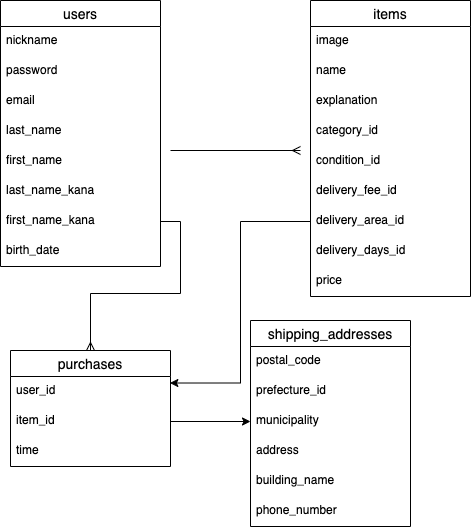 users
nickname
password
email
last_name
first_name
last_name_kana
first_name_kana
birth_date
items
image
name
explanation
category_id
condition_id
delivery_fee_id
delivery_area_id
delivery_days_id
price
purchases
user_id
item_id
time
shipping_addresses
postal_code
prefecture_id
municipality
address
building_name
phone_number